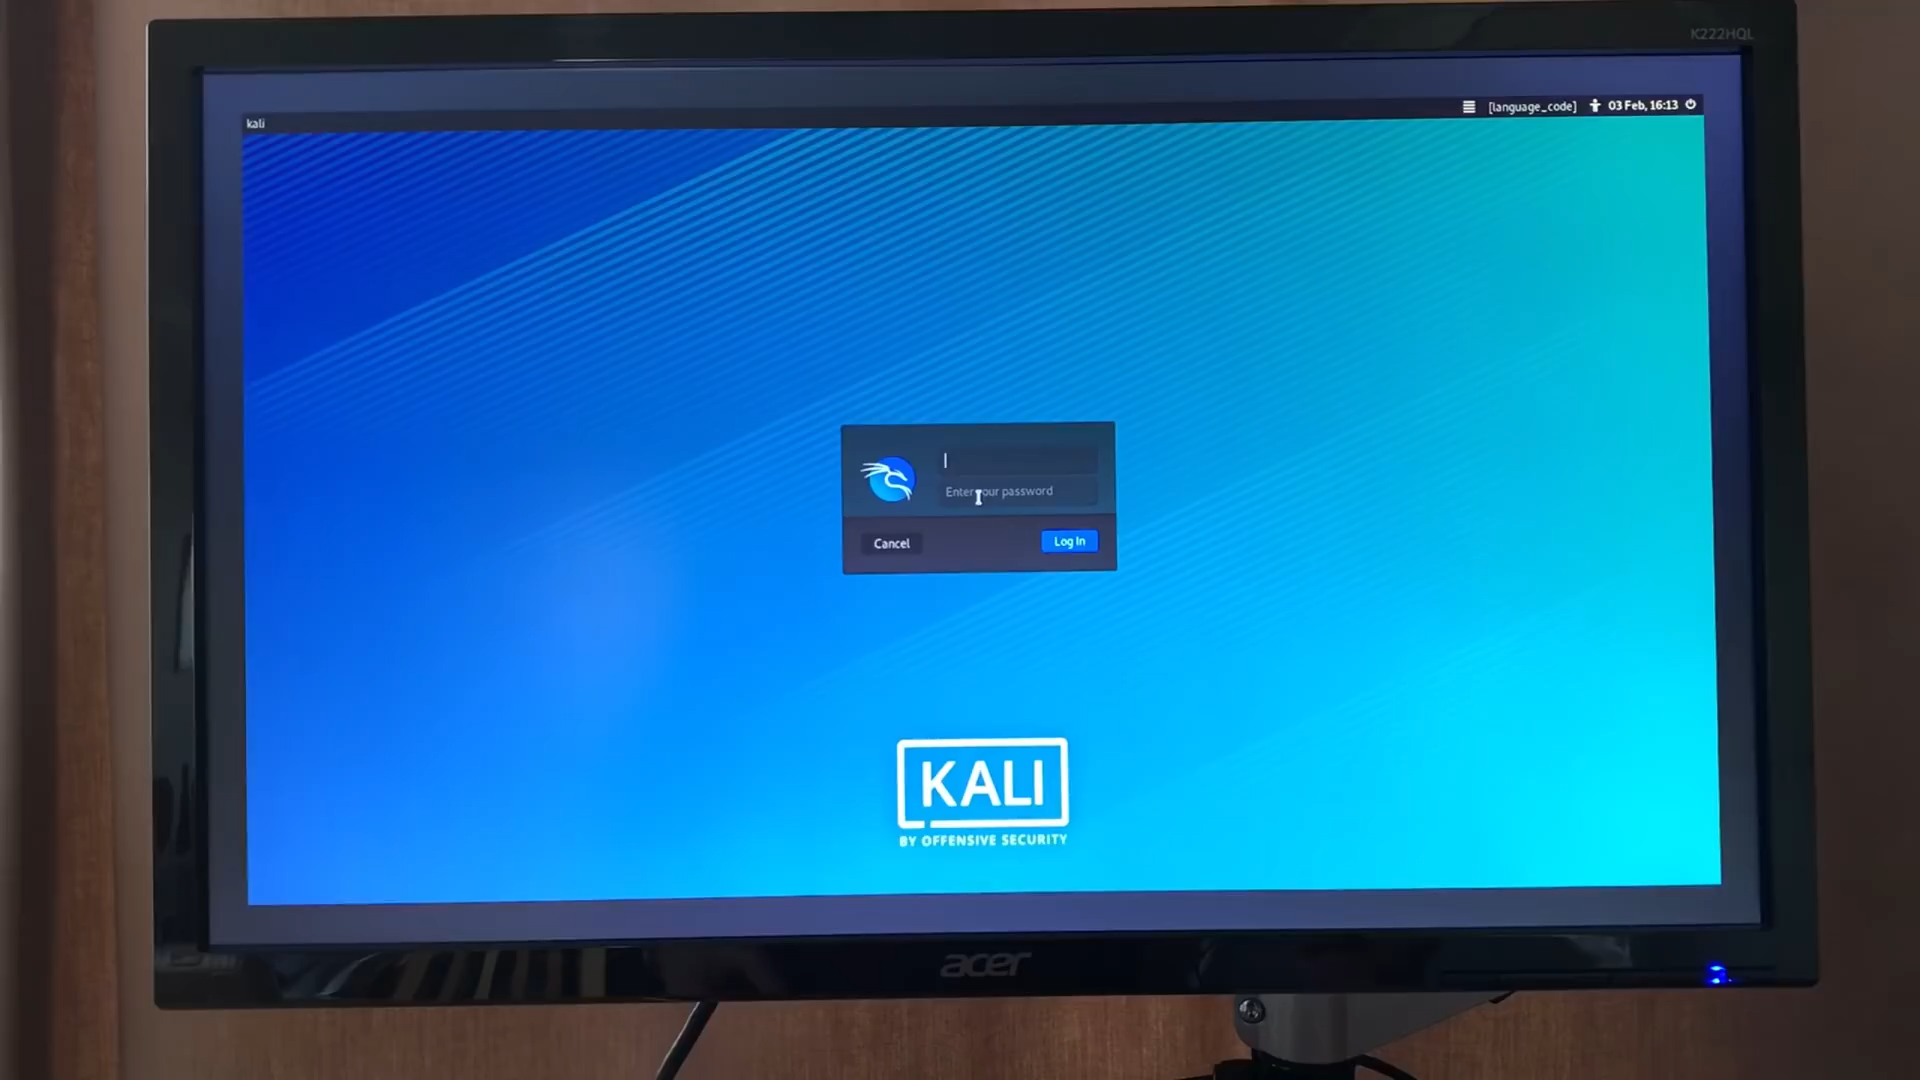 K222HQL
kali
[language_code] 03 Feb, 16:13
Enter your password
Cancel
Log In
KALI
BY OFFENSIVE SECURITY
acer